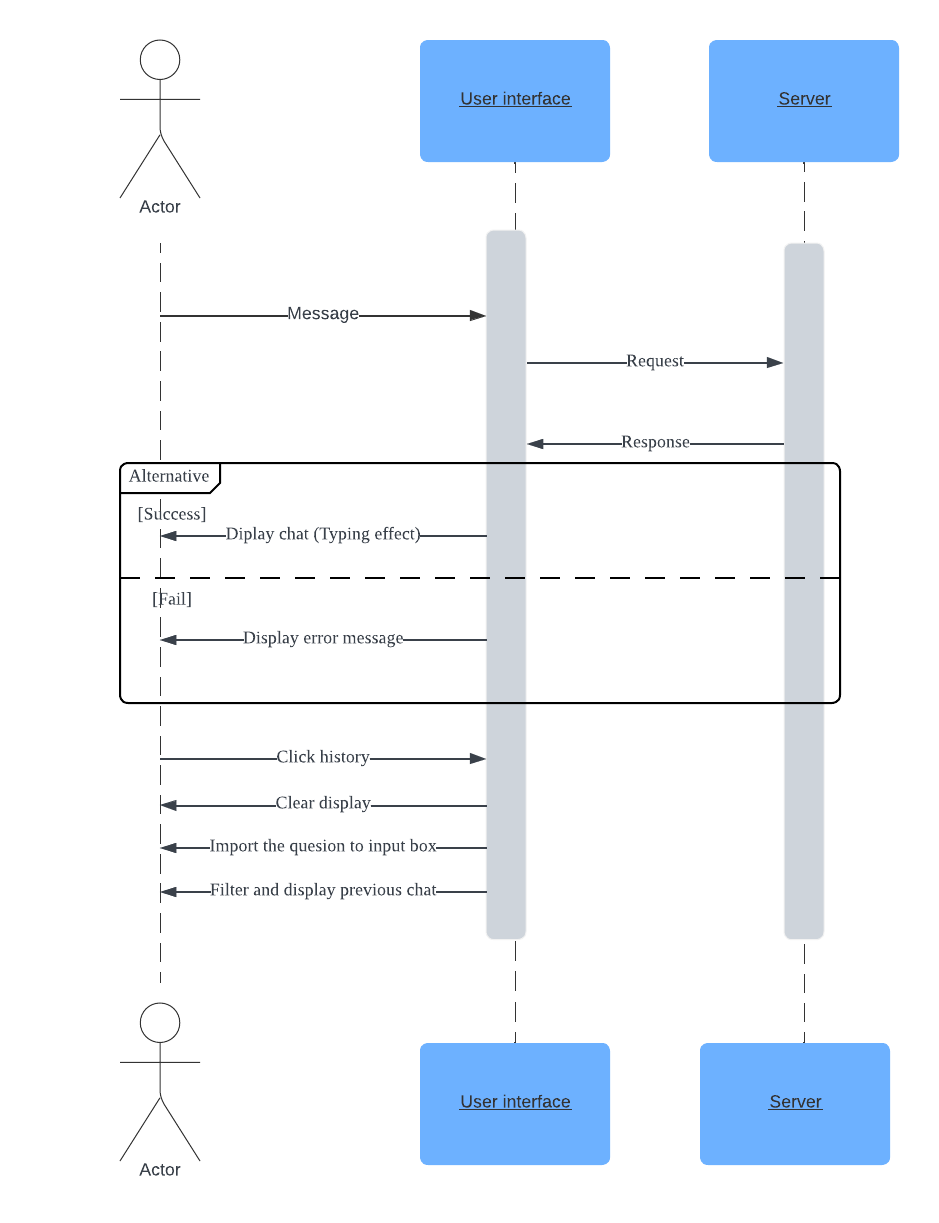 User interface
Server
Actor
Message
Request
Response
Alternative
[Success]
Diplay chat (Typing effect)
[Fail]
Display error message
Click history
Clear display
Import the quesion to input box
Filter and display previous chat
User interface
Server
Actor